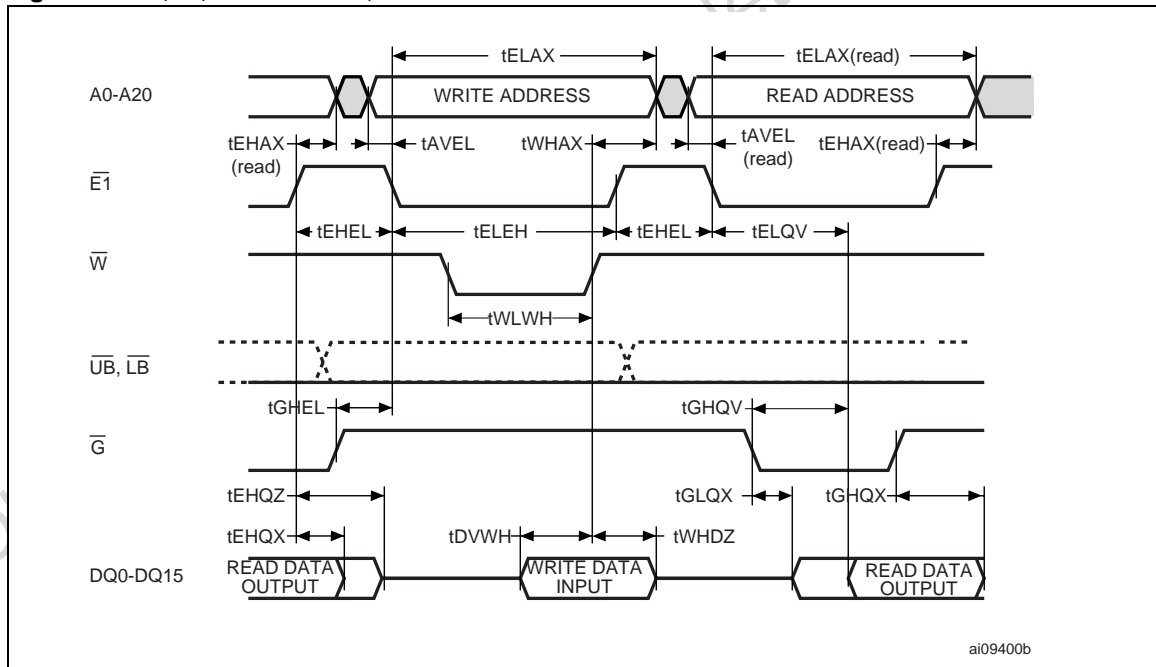 tELAX
tELAX(read)
A0-A20
WRITE ADDRESS
READ ADDRESS
tEHAX
(read)
tAVEL
tWHAX
tAVEL
(read)
tEHAX(read)
E1
tEHEL
tELEH
tEHEL
tELQV
W
tWLWH
UB, LB
tGHEL
tGHQV
G
tEHQZ
tGLQX
tGHQX
tEHQX
tDVWH
tWHDZ
DQ0-DQ15
READ DATA
OUTPUT
WRITE DATA
INPUT
READ DATA
OUTPUT
ai09400b